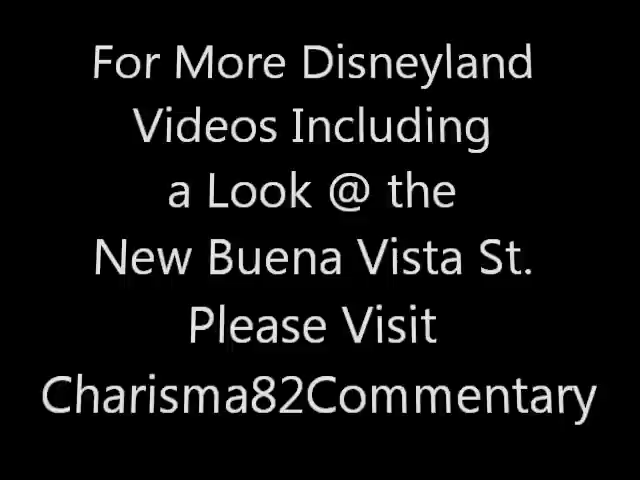 For More Disneyland
Videos Including
a Look @ the
New Buena Vista St.
Please Visit
Charisma82Commentary